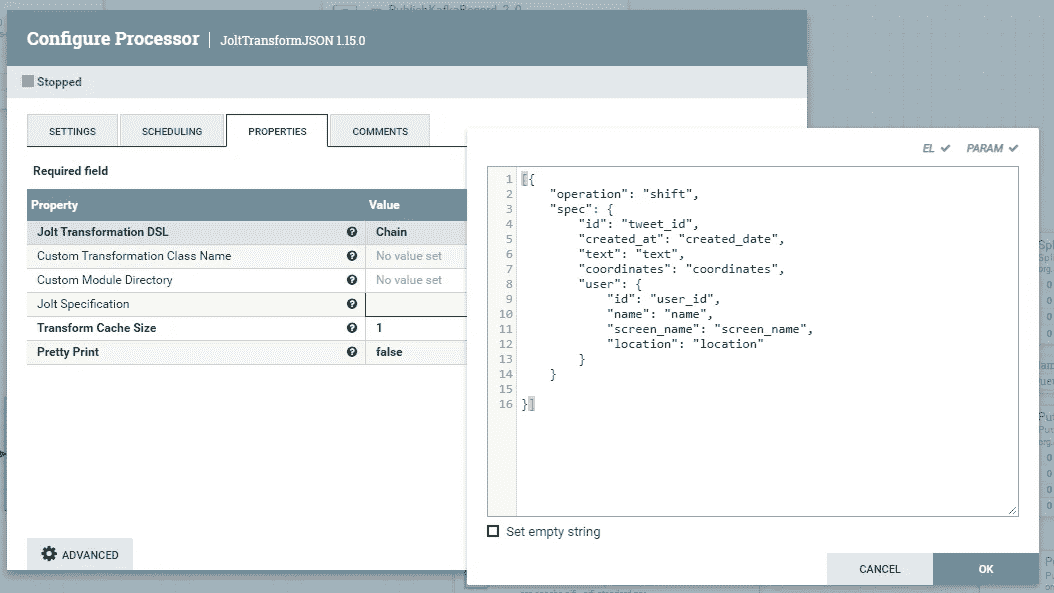 PublishKafkaRecord_2_0
Configure Processor | JoltTransformJSON 1.15.0
Stopped
SETTINGS SCHEDULING PROPERTIES COMMENTS
Required field
Property Value
Jolt Transformation DSL Chain
Custom Transformation Class Name No value set
Custom Module Directory No value set
Jolt Specification
Transform Cache Size 1
Pretty Print false
ADVANCED
EL PARAM
1 [{
2 "operation": "shift",
3 "spec": {
4 "id": "tweet_id",
5 "created_at": "created_date",
6 "text": "text",
7 "coordinates": "coordinates",
8 "user": {
9 "id": "user_id",
10 "name": "name",
11 "screen_name": "screen_name",
12 "location": "location"
13 }
14 }
15
16 }]
Set empty string
CANCEL OK